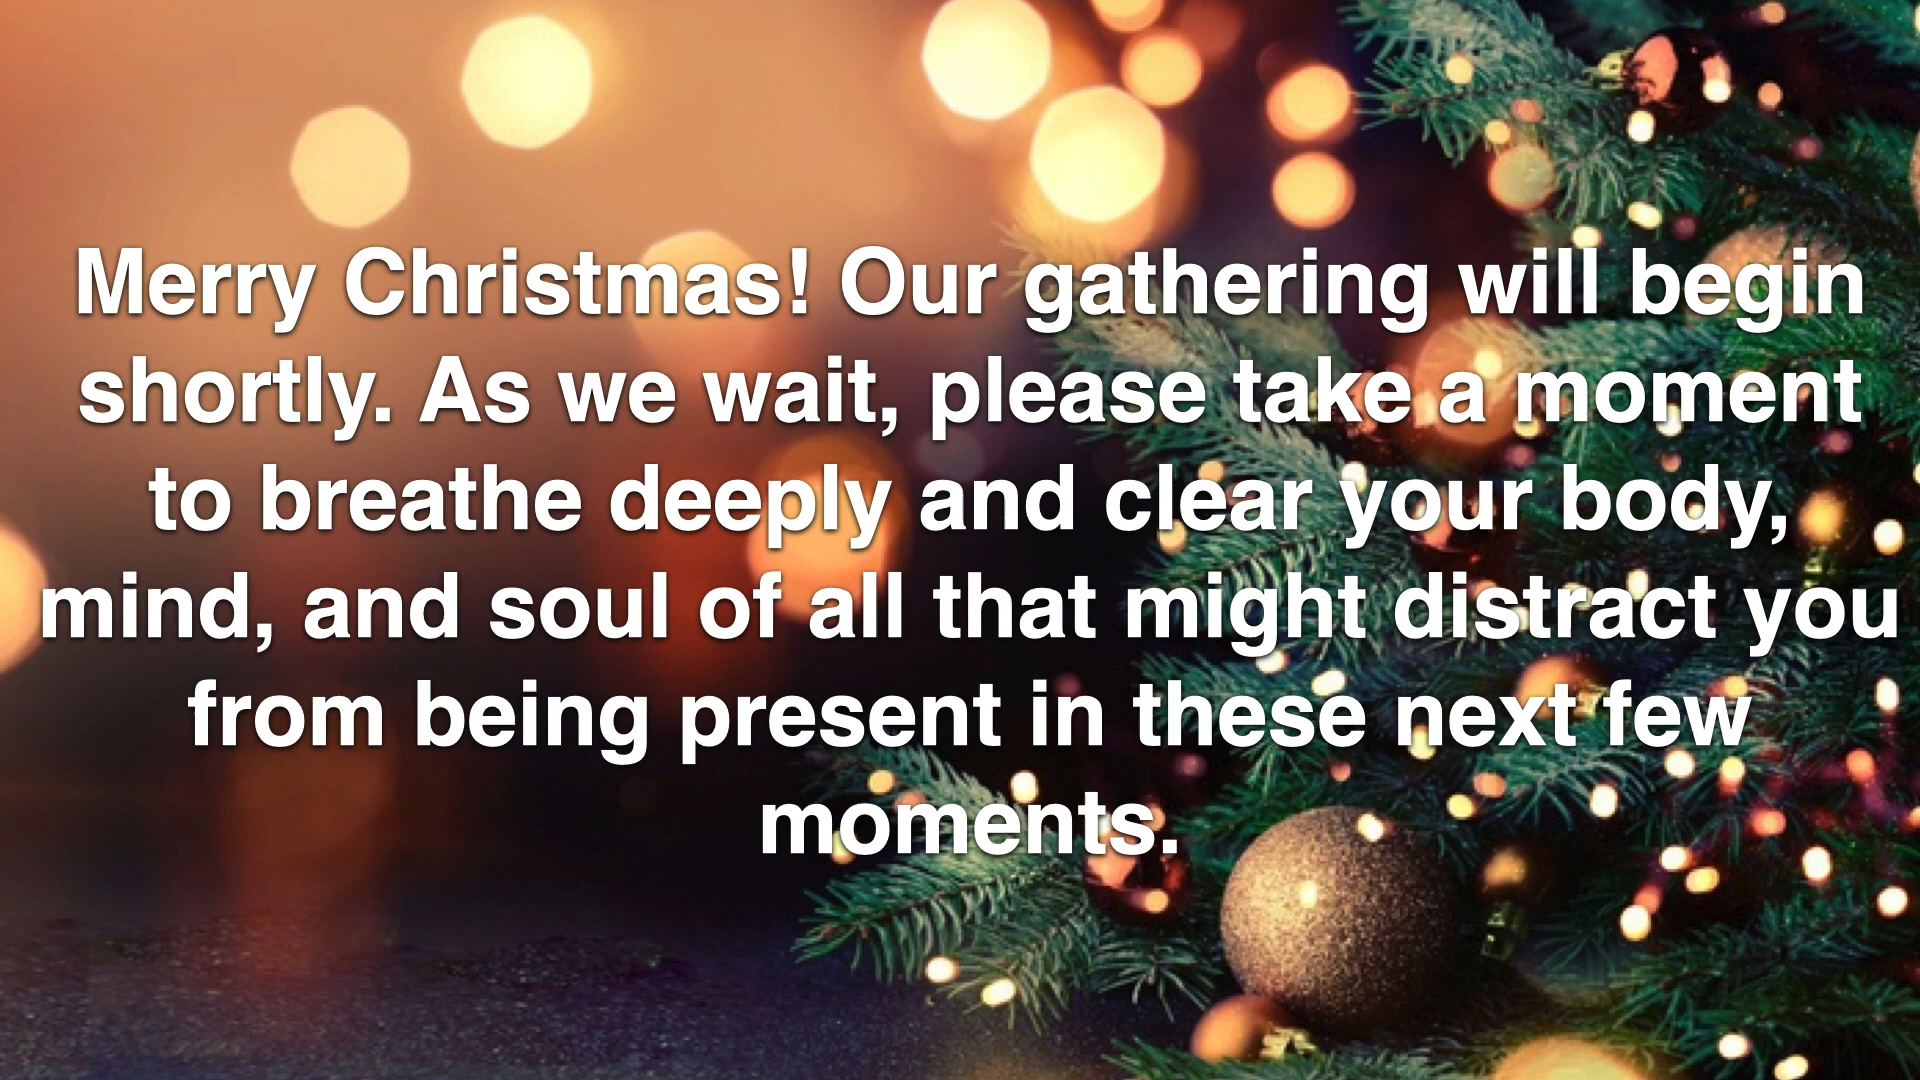 Merry Christmas! Our gathering will begin
shortly. As we wait, please take a moment
to breathe deeply and clear your body,
mind, and soul of all that might distract you
from being present in these next few
moments.